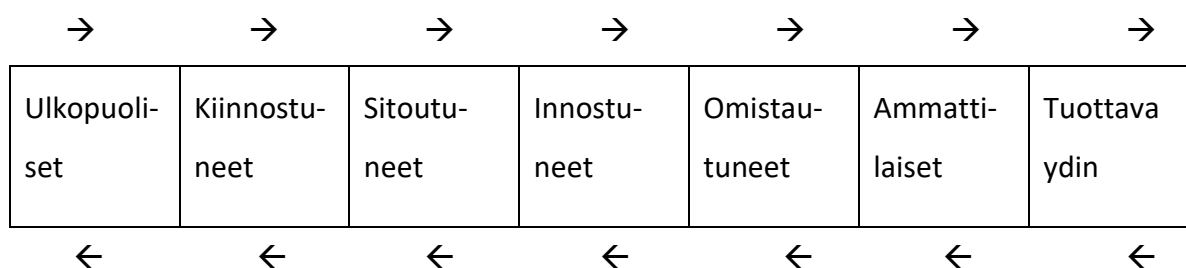 → → → → → → →
Ulkopuoli-
set
Kiinnostu-
neet
Sitoutu-
neet
Innostu-
neet
Omistau-
tuneet
Ammatti-
laiset
Tuottava
ydin
← ← ← ← ← ← ←